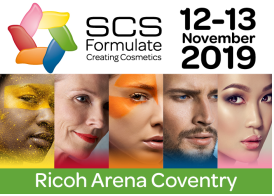 SCS
Formulate
Creating Cosmetics
12–13
November
2019
Ricoh Arena Coventry